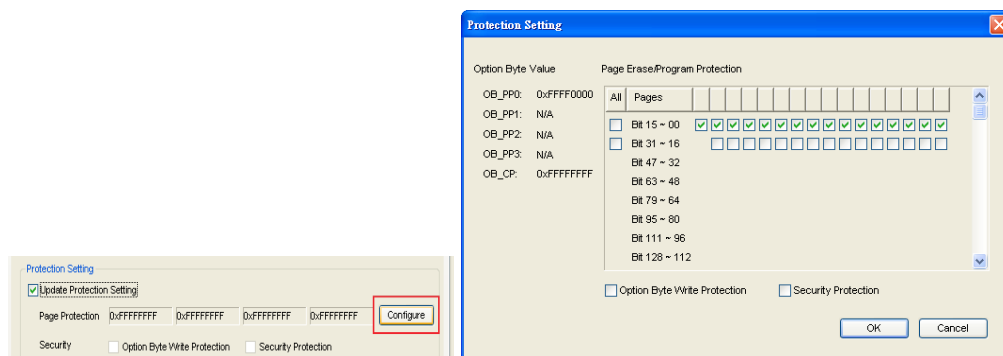 Protection Setting
Update Protection Setting
Page Protection 0xFFFFFFFF 0xFFFFFFFF 0xFFFFFFFF 0xFFFFFFFF Configure
Security Option Byte Write Protection Security Protection
Protection Setting
Option Byte Value Page Erase/Program Protection
OB_PP0: 0xFFFF0000
OB_PP1: N/A
OB_PP2: N/A
OB_PP3: N/A
OB_CP: 0xFFFFFFFF
All Pages
Bit 15 ~ 00
Bit 31 ~ 16
Bit 47 ~ 32
Bit 63 ~ 48
Bit 79 ~ 64
Bit 95 ~ 80
Bit 111 ~ 96
Bit 128 ~ 112
Option Byte Write Protection Security Protection
OK Cancel